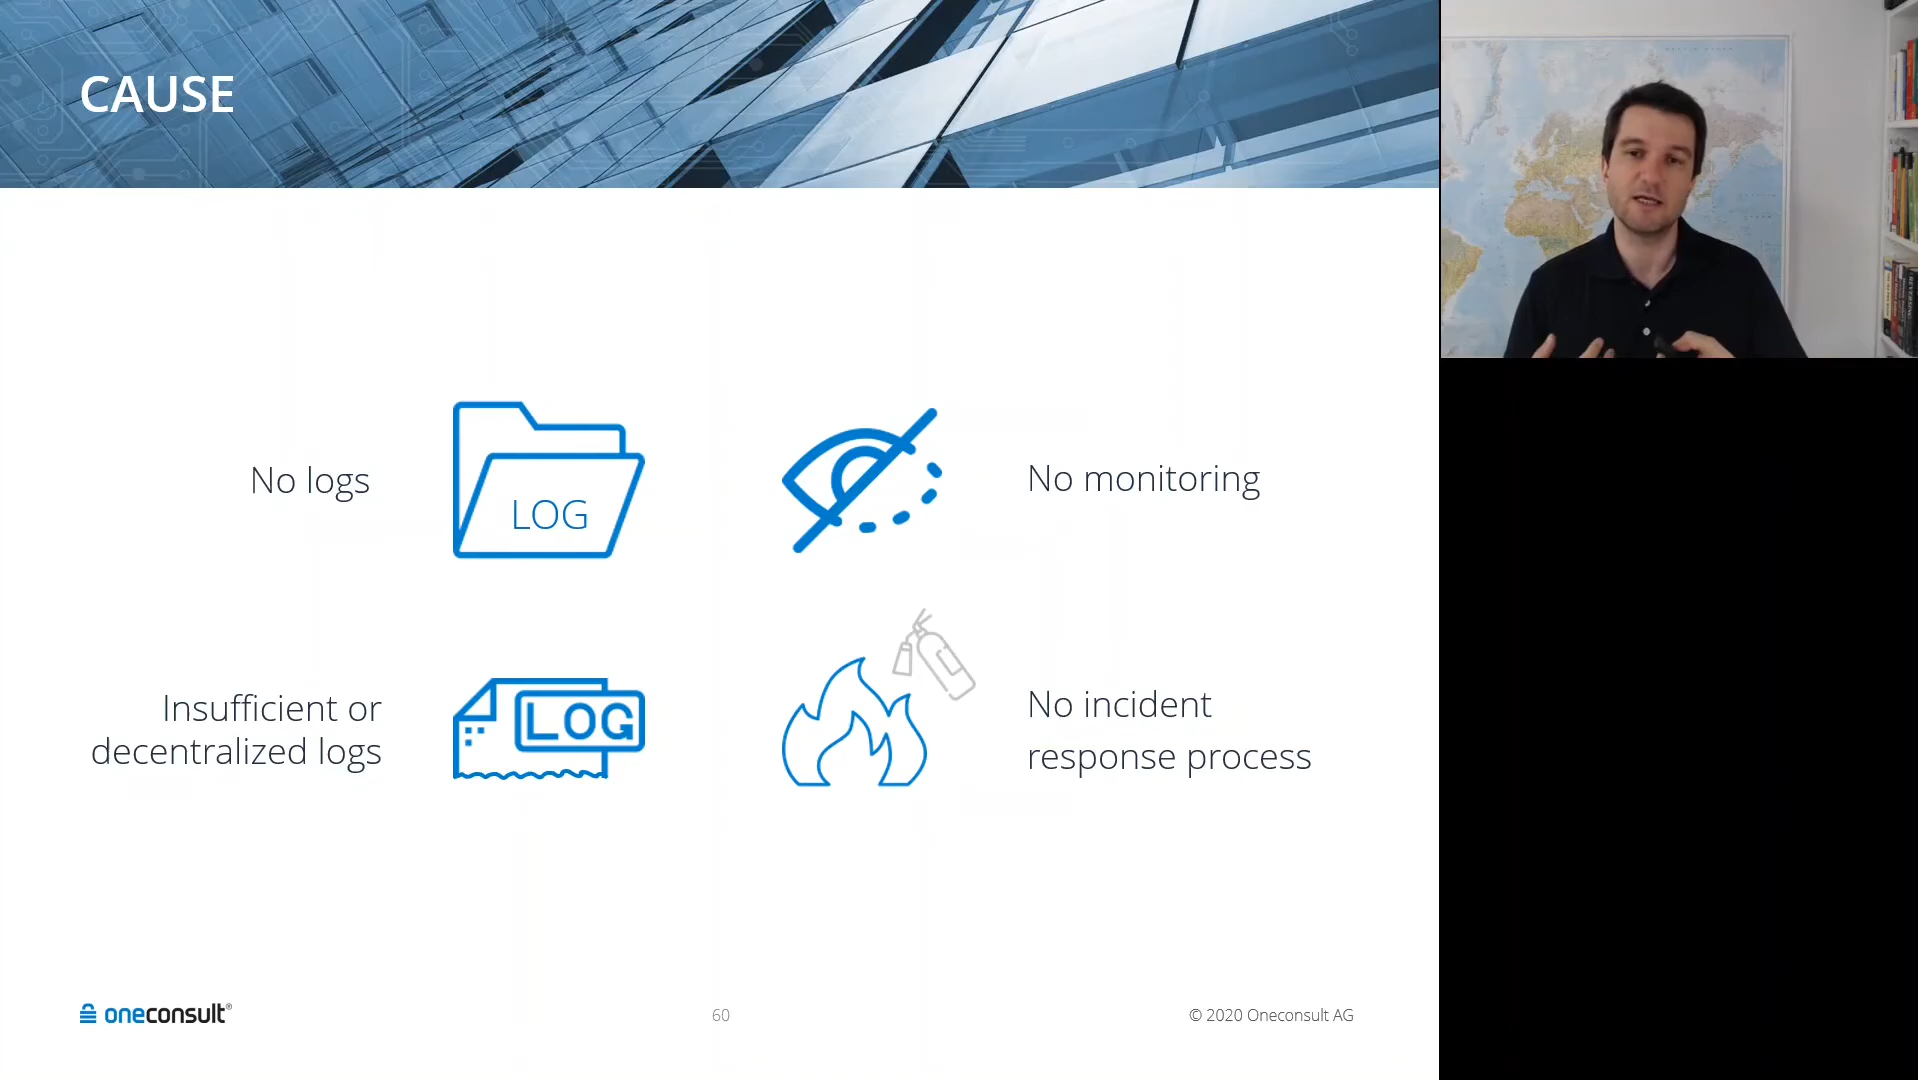 CAUSE
No logs
LOG
No monitoring
Insufficient or
decentralized logs
LOG
No incident
response process
oneconsult®
60
© 2020 Oneconsult AG